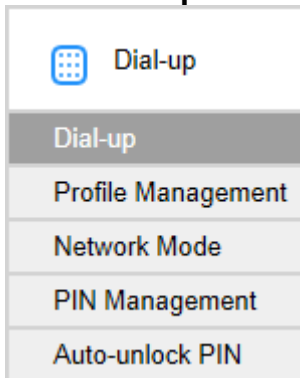 Dial-up
Dial-up
Profile Management
Network Mode
PIN Management
Auto-unlock PIN